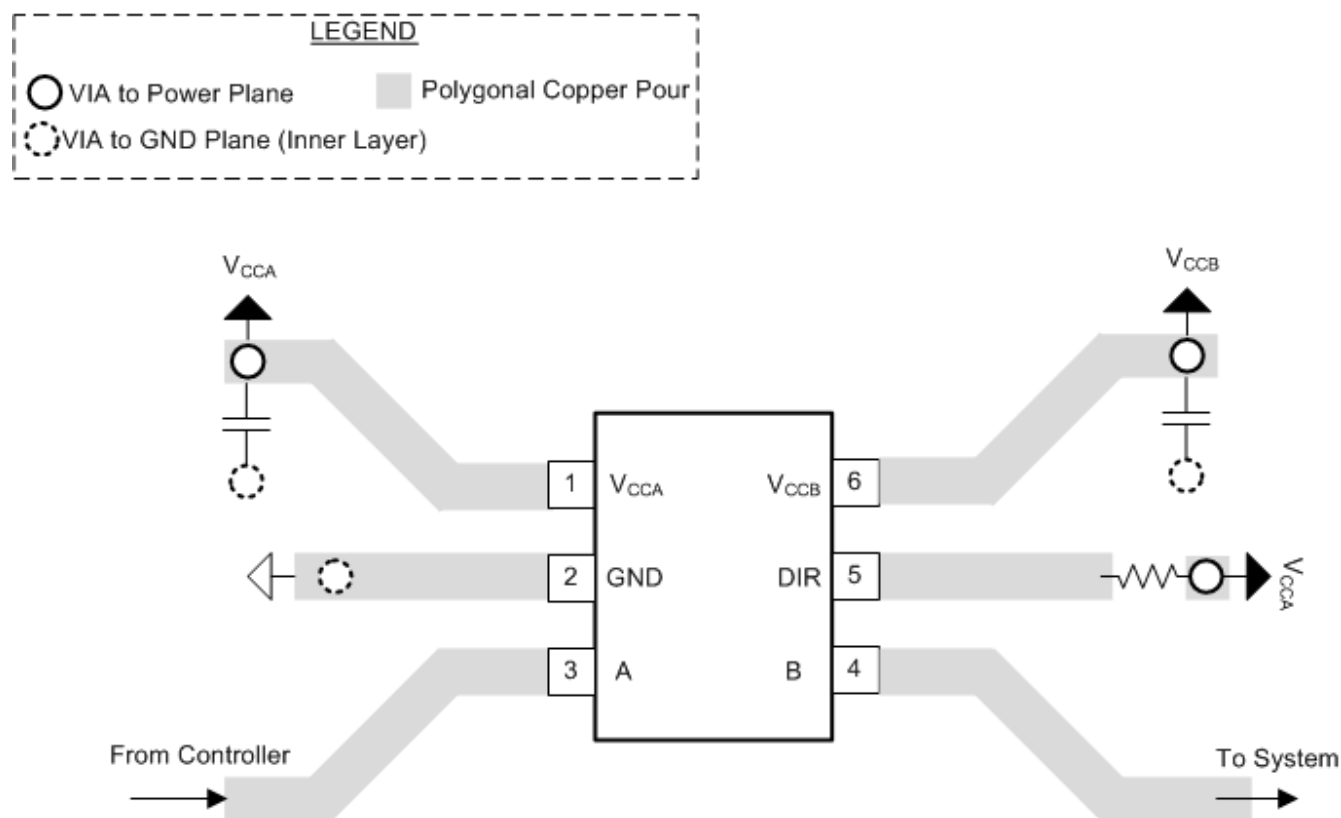 LEGEND
VIA to Power Plane
Polygonal Copper Pour
VIA to GND Plane (Inner Layer)
VCCA
VCCB
1 VCCA VCCB 6
2 GND DIR 5
VCCA
3 A B 4
From Controller
To System